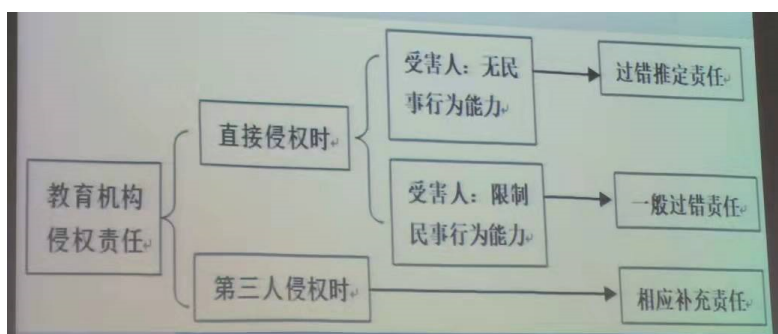 教育机构
侵权责任
直接侵权时
受害人：无民
事行为能力
过错推定责任
受害人：限制
民事行为能力
一般过错责任
第三人侵权时
相应补充责任